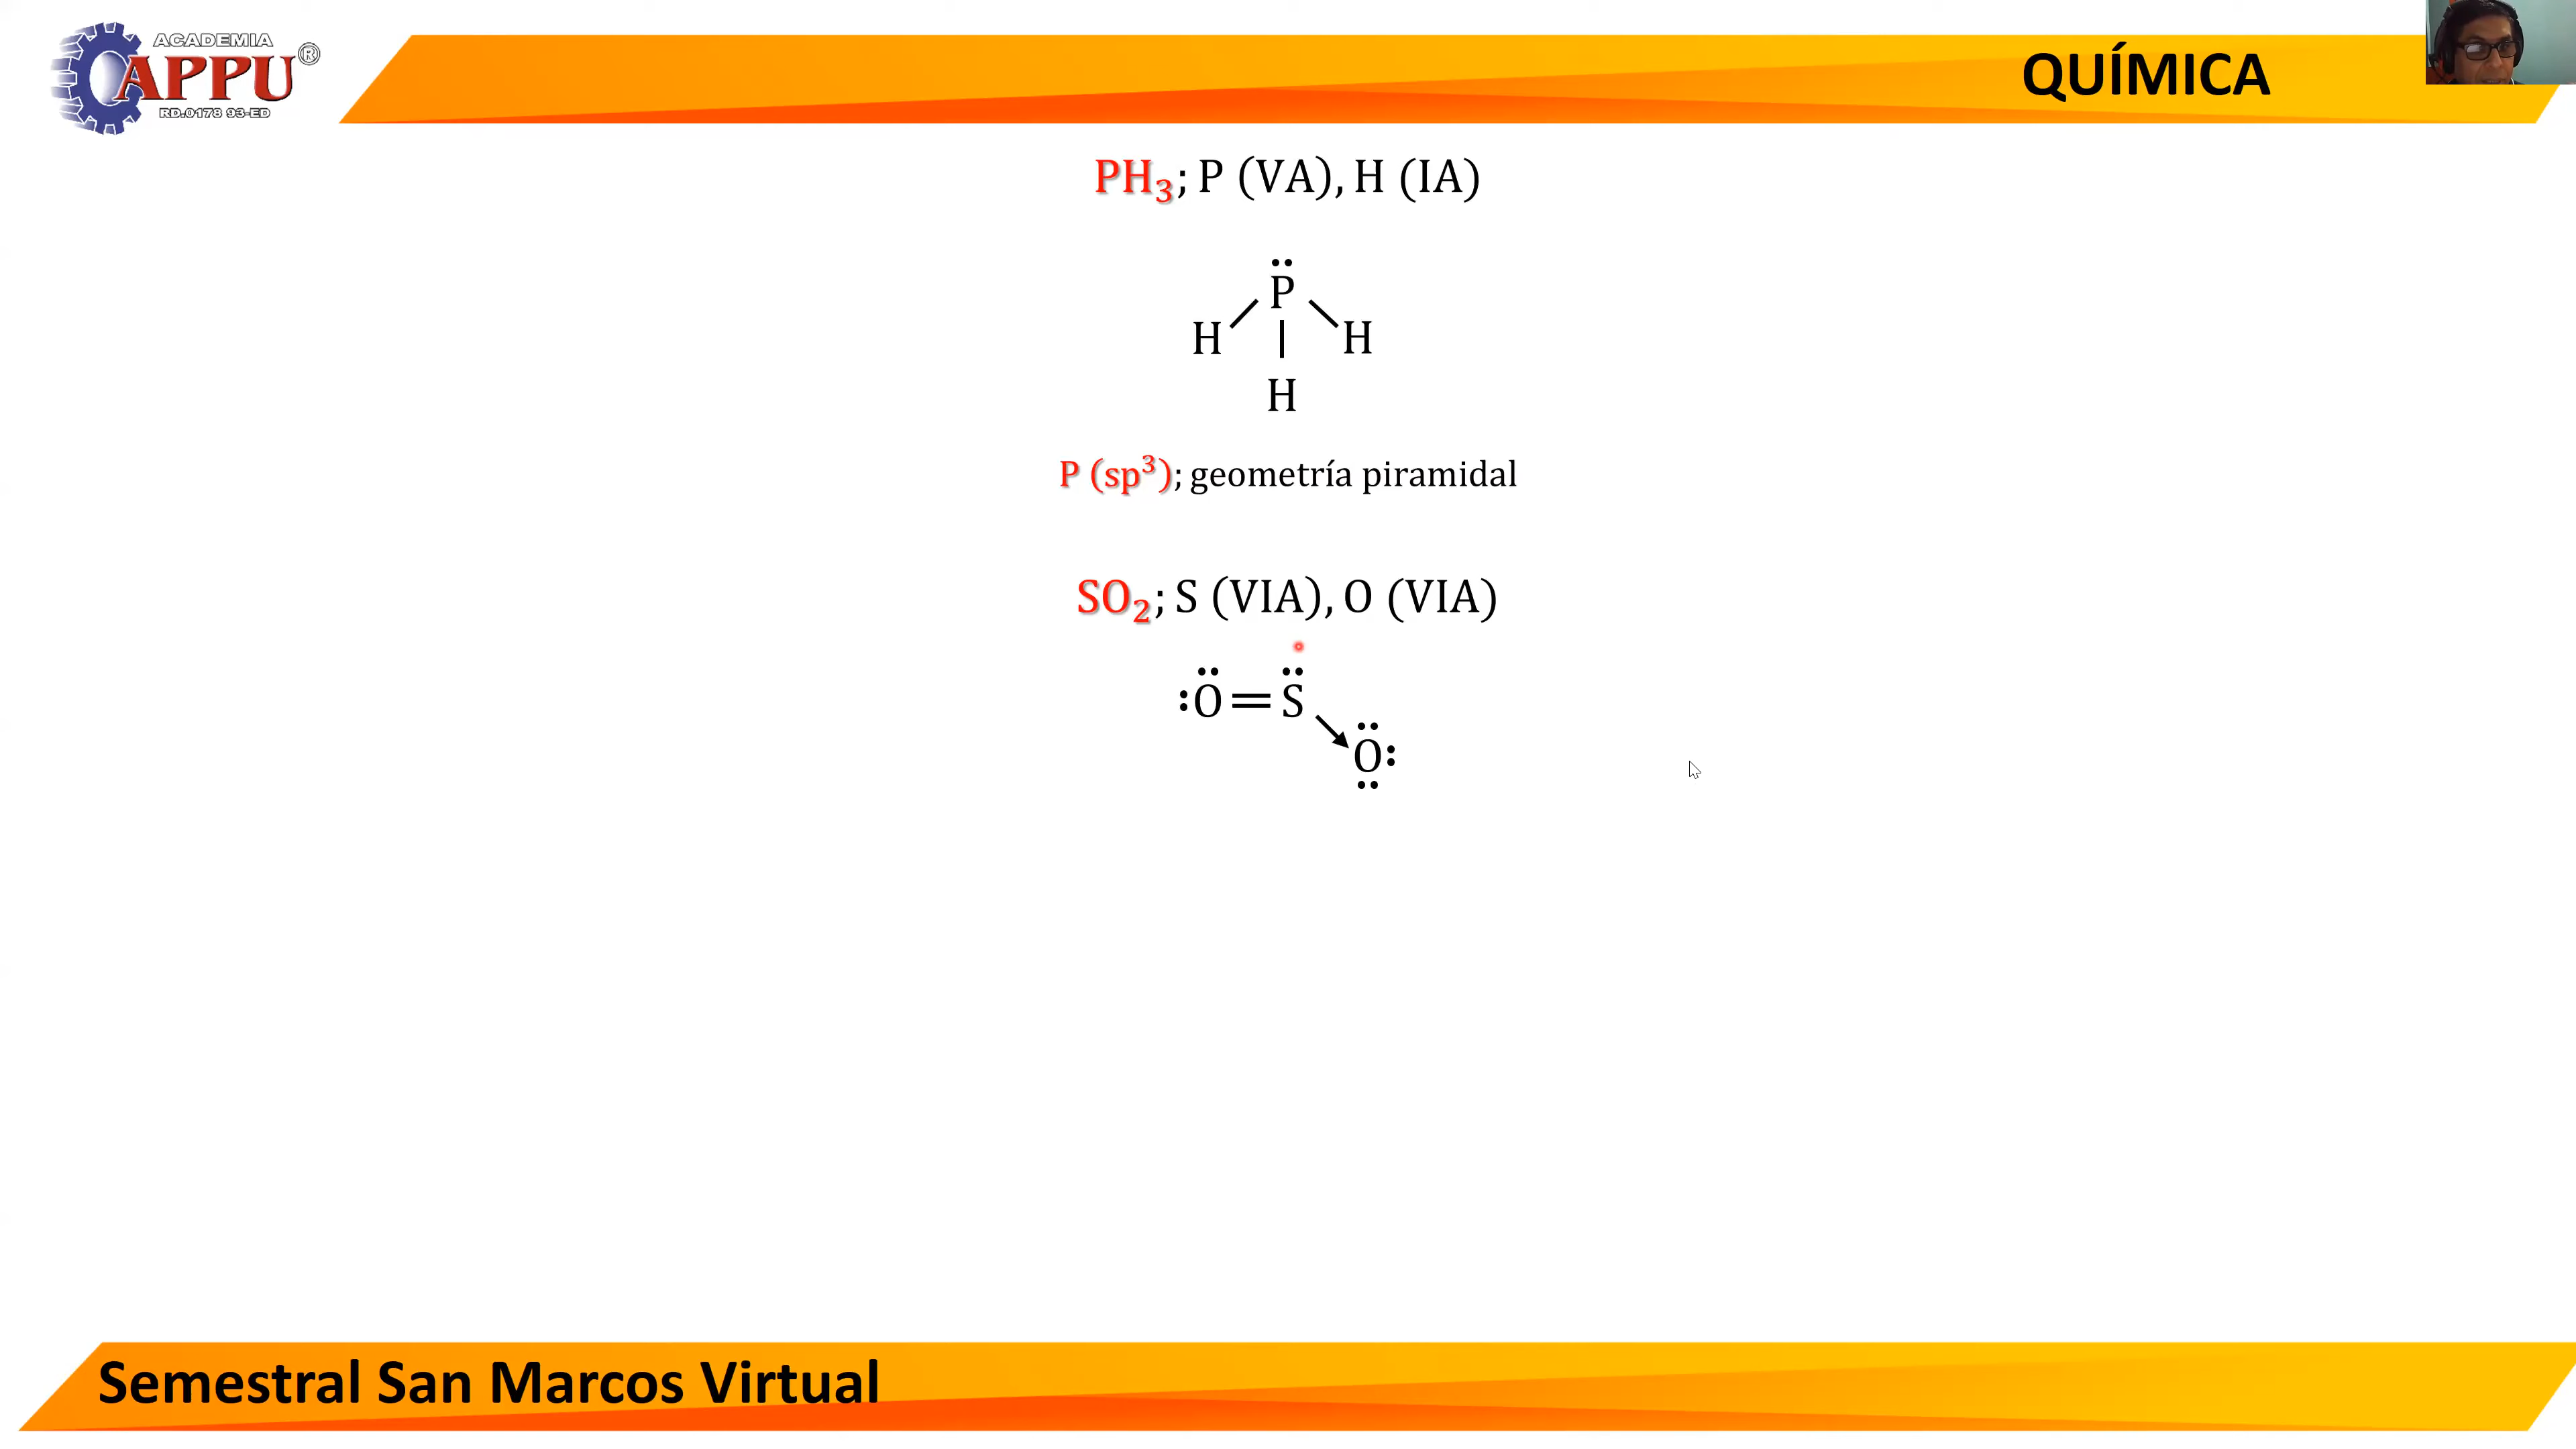 ACADEMIA
APPU®
RD.0178 93-ED
QUÍMICA
PH₃; P (VA), H (IA)
P
H H
H
P (sp³); geometría piramidal
SO₂; S (VIA), O (VIA)
:O=S
O:
Semestral San Marcos Virtual